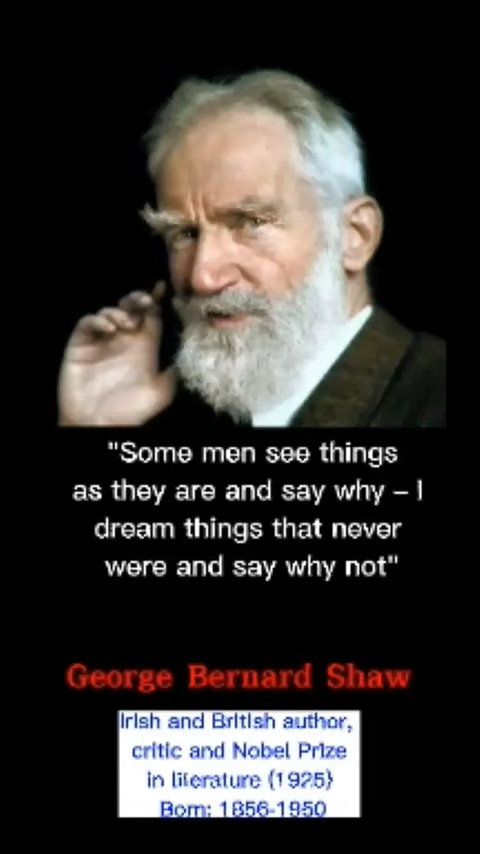 "Some men see things
as they are and say why – I
dream things that never
were and say why not"
George Bernard Shaw
Irish and British author,
critic and Nobel Prize
in literature (1925)
Born: 1856-1950